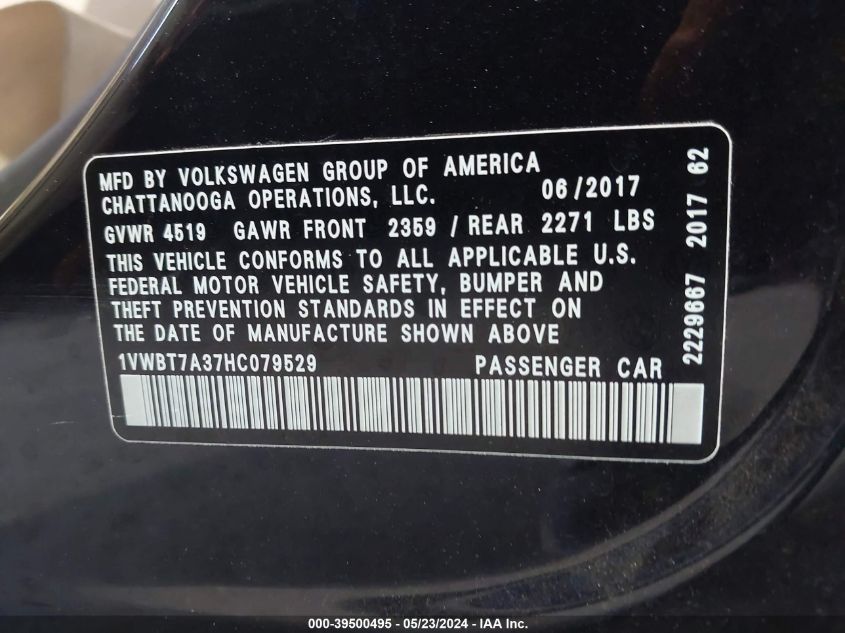 MFD BY VOLKSWAGEN GROUP OF AMERICA
CHATTANOOGA OPERATIONS, LLC. 06/2017
GVWR 4519 GAWR FRONT 2359 / REAR 2271 LBS
THIS VEHICLE CONFORMS TO ALL APPLICABLE U.S.
FEDERAL MOTOR VEHICLE SAFETY, BUMPER AND
THEFT PREVENTION STANDARDS IN EFFECT ON
THE DATE OF MANUFACTURE SHOWN ABOVE
1VWBT7A37HC079529 PASSENGER CAR
2229667 2017 62
000-39500495 - 05/23/2024 - IAA Inc.